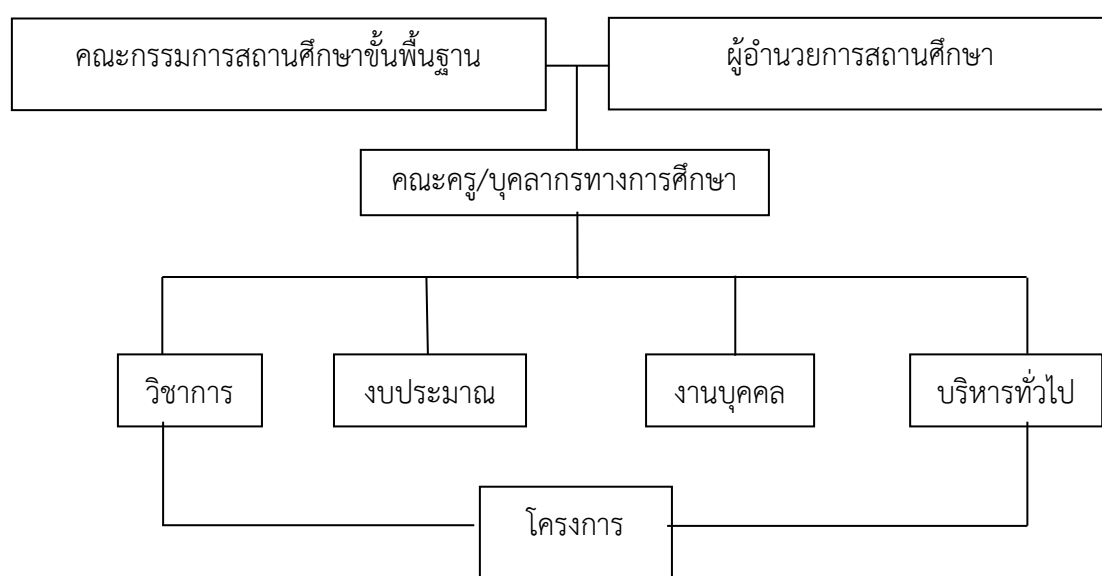 คณะกรรมการสถานศึกษาขั้นพื้นฐาน
ผู้อำนวยการสถานศึกษา
คณะครู/บุคลากรทางการศึกษา
วิชาการ
งบประมาณ
งานบุคคล
บริหารทั่วไป
โครงการ